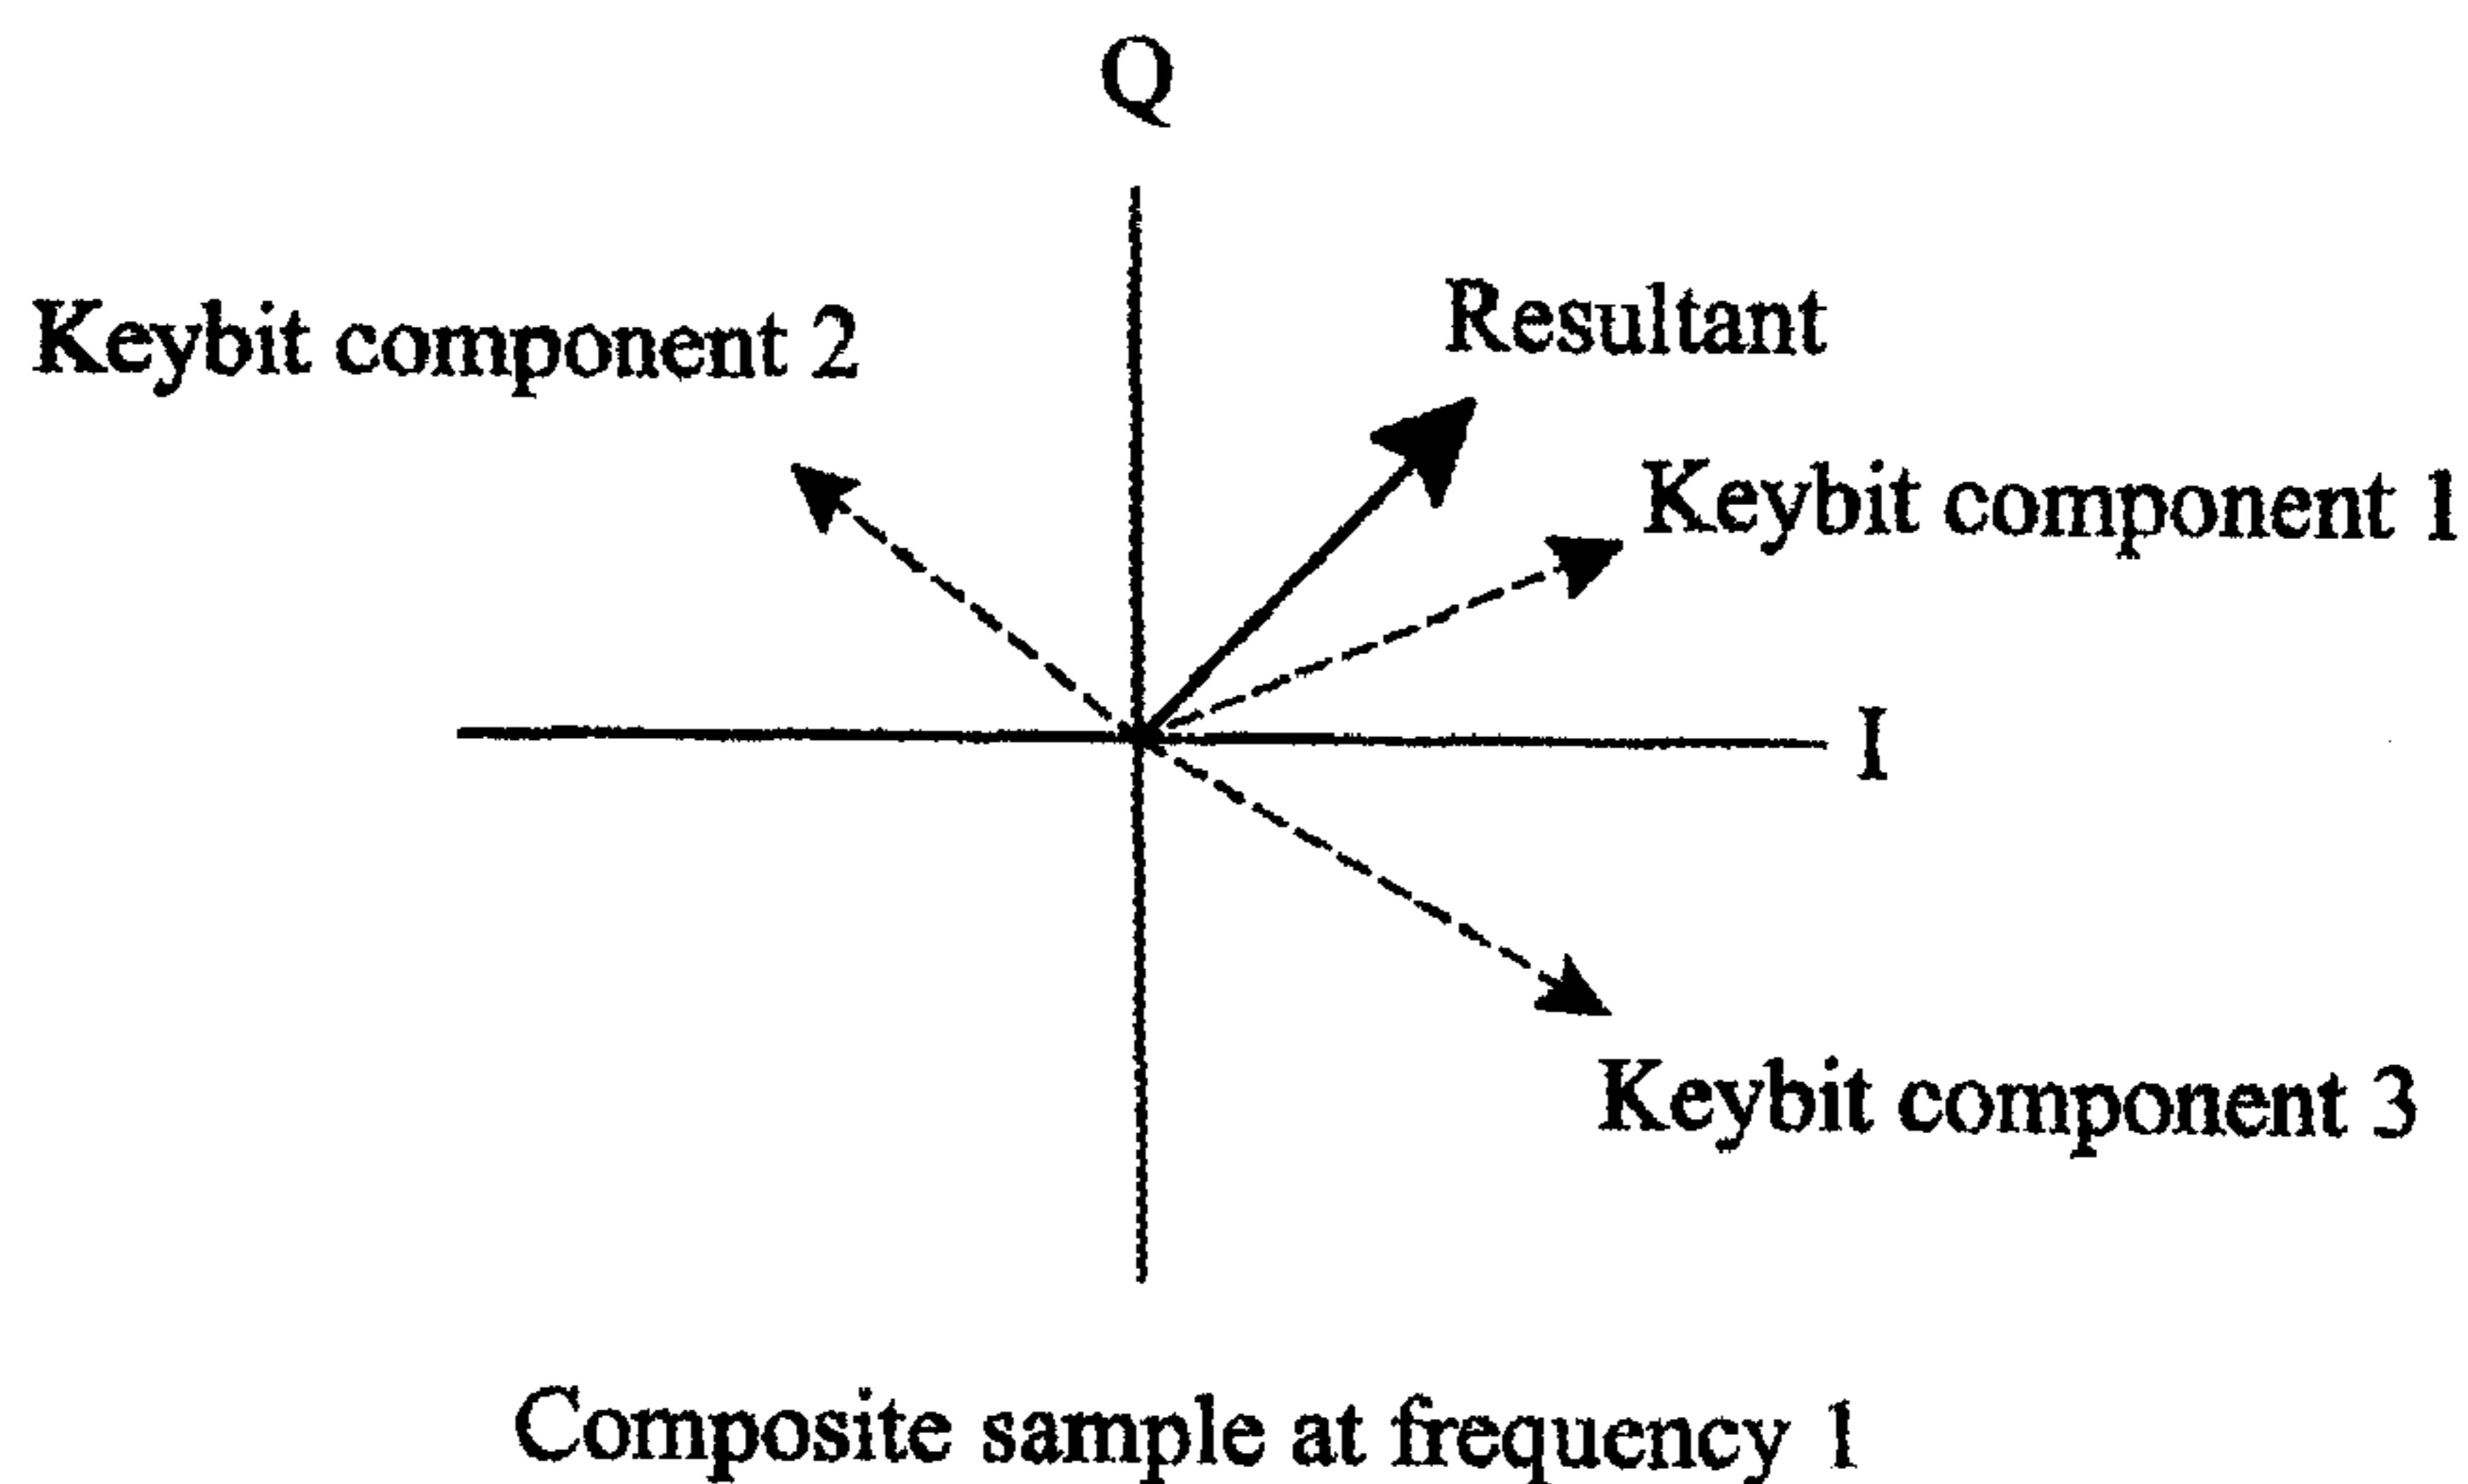 Q
Keybit component 2
Resultant
Keybit component 1
I
Keybit component 3
Composite sample at frequency 1